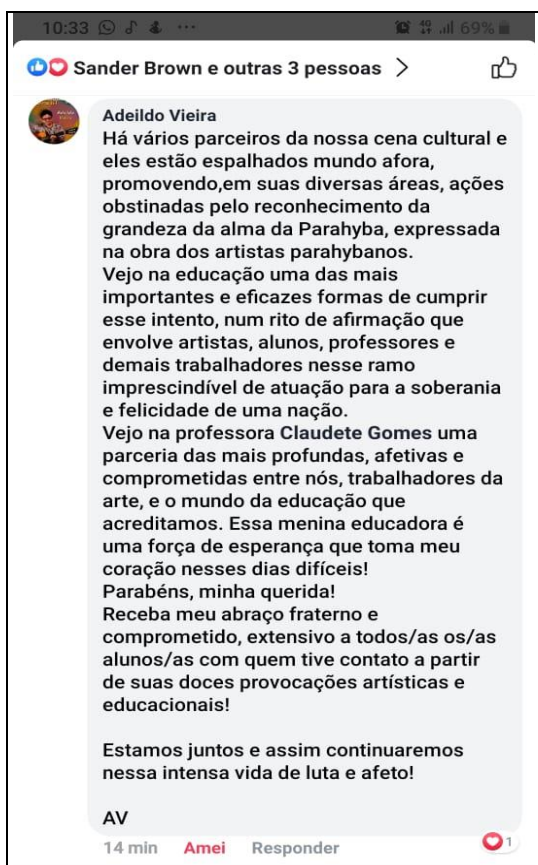 10:33 ...
4G 69%
Sander Brown e outras 3 pessoas >
Adeildo Vieira
Há vários parceiros da nossa cena cultural e
eles estão espalhados mundo afora,
promovendo,em suas diversas áreas, ações
obstinadas pelo reconhecimento da
grandeza da alma da Parahyba, expressada
na obra dos artistas parahybanos.
Vejo na educação uma das mais
importantes e eficazes formas de cumprir
esse intento, num rito de afirmação que
envolve artistas, alunos, professores e
demais trabalhadores nesse ramo
imprescindível de atuação para a soberania
e felicidade de uma nação.
Vejo na professora Claudete Gomes uma
parceria das mais profundas, afetivas e
comprometidas entre nós, trabalhadores da
arte, e o mundo da educação que
acreditamos. Essa menina educadora é
uma força de esperança que toma meu
coração nesses dias difíceis!
Parabéns, minha querida!
Receba meu abraço fraterno e
comprometido, extensivo a todos/as os/as
alunos/as com quem tive contato a partir
de suas doces provocações artísticas e
educacionais!
Estamos juntos e assim continuaremos
nessa intensa vida de luta e afeto!
AV
14 min Amei Responder 1